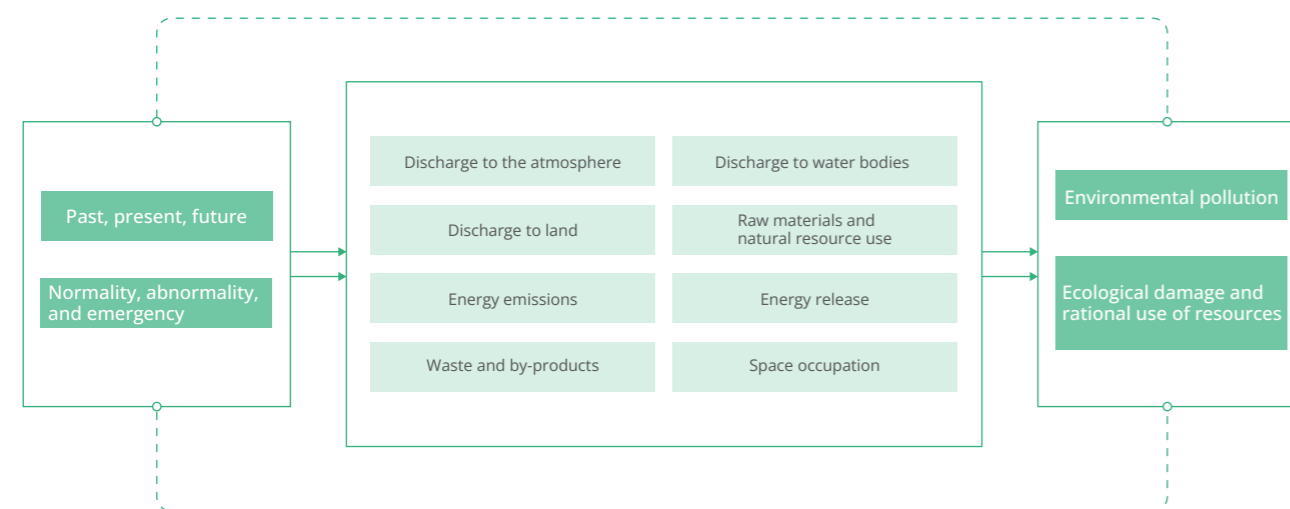 Past, present, future
Normality, abnormality,
and emergency
Discharge to the atmosphere
Discharge to water bodies
Discharge to land
Raw materials and
natural resource use
Energy emissions
Energy release
Waste and by-products
Space occupation
Environmental pollution
Ecological damage and
rational use of resources